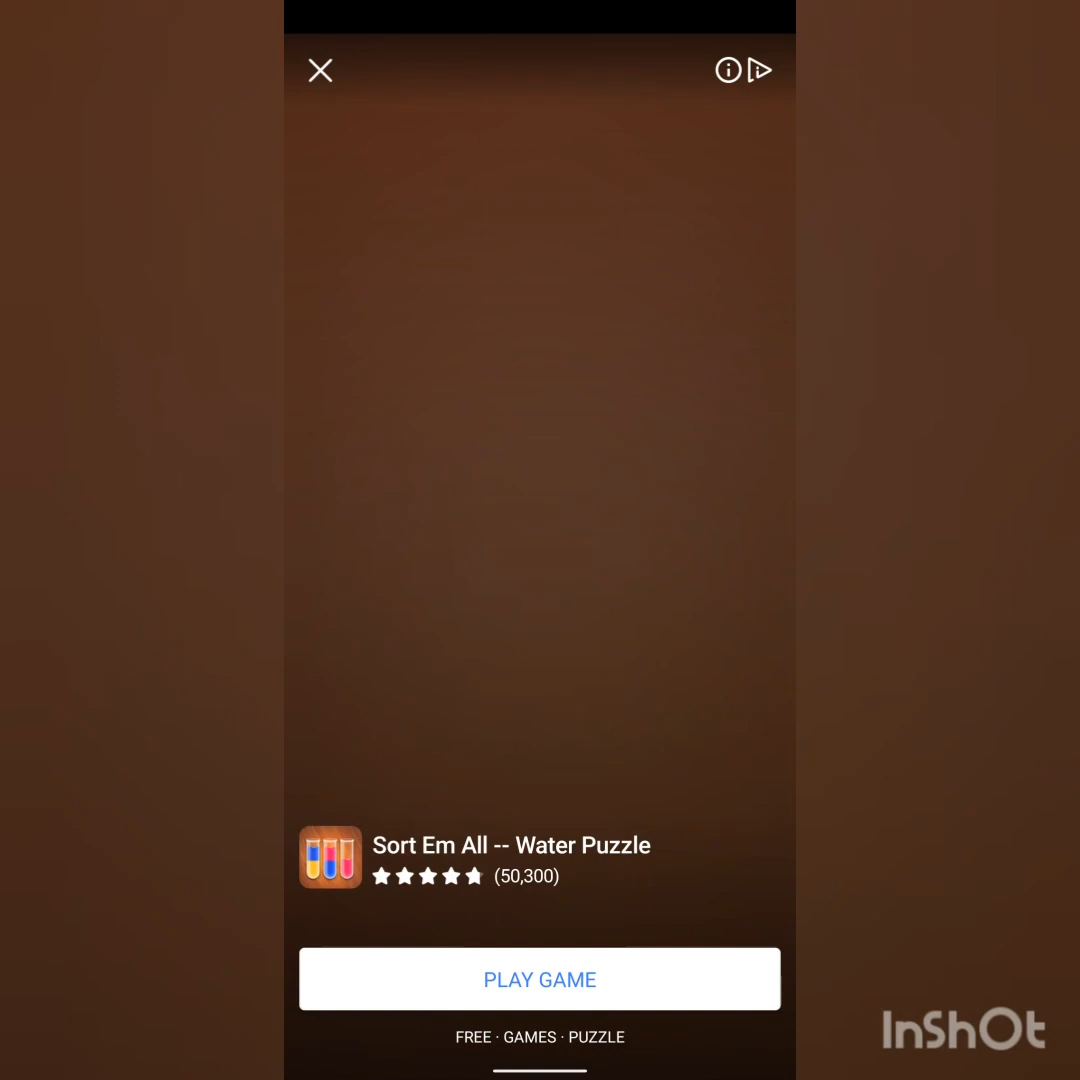 Sort Em All -- Water Puzzle
(50,300)
PLAY GAME
FREE · GAMES · PUZZLE
InShOt